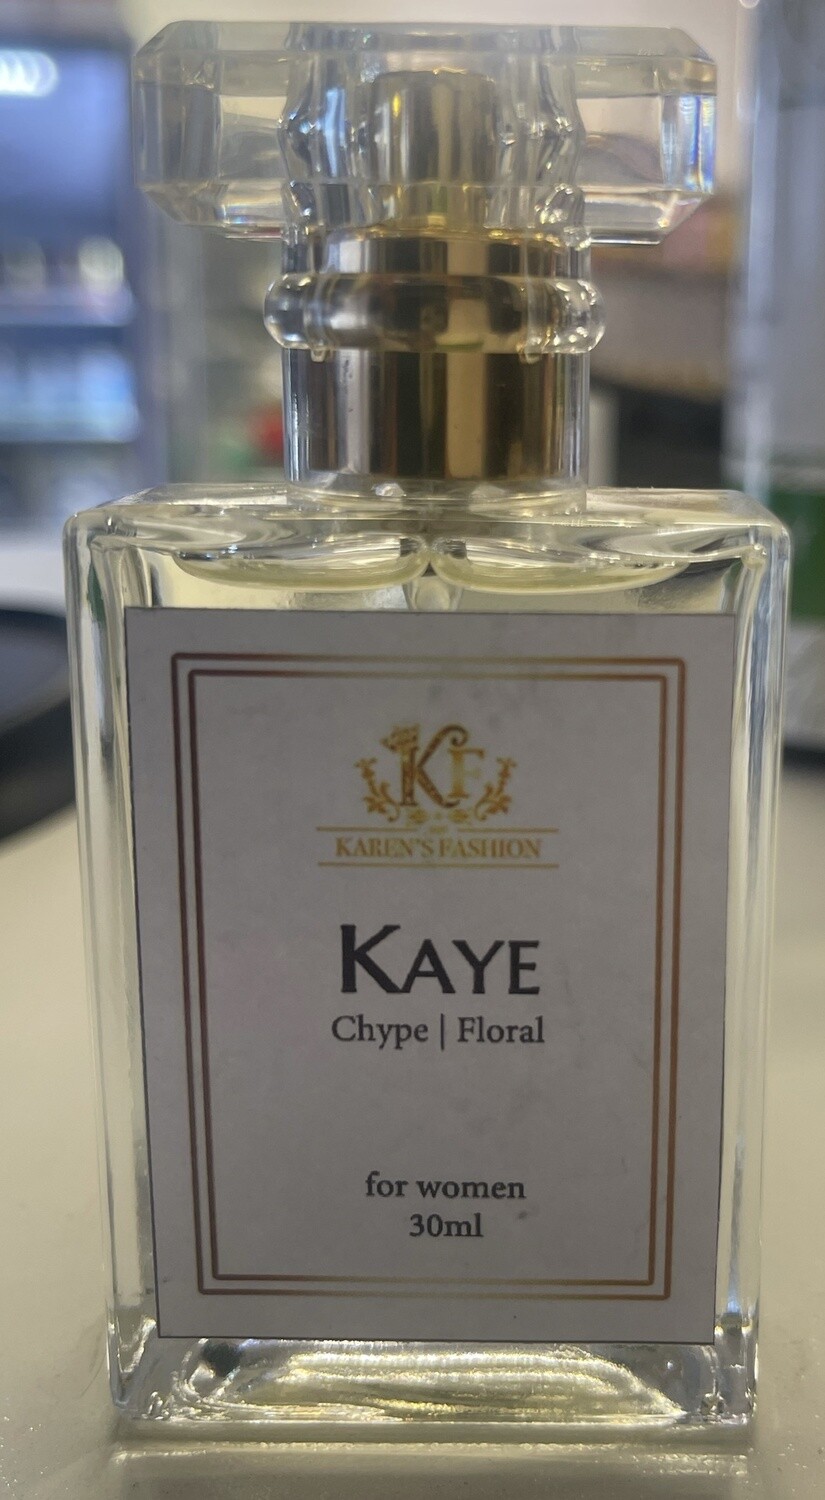 KF
KAREN'S FASHION
KAYE
Chype | Floral
for women
30ml